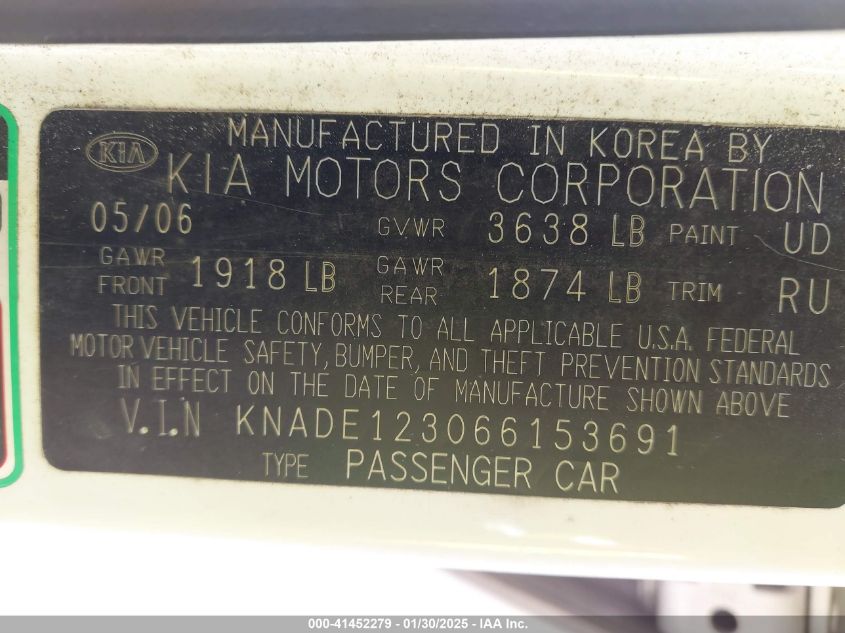 MANUFACTURED IN KOREA BY
KIA
KIA MOTORS CORPORATION
05/06 GVWR 3638 LB PAINT UD
GAWR FRONT 1918 LB GAWR REAR 1874 LB TRIM RU
THIS VEHICLE CONFORMS TO ALL APPLICABLE U.S.A. FEDERAL
MOTOR VEHICLE SAFETY, BUMPER, AND THEFT PREVENTION STANDARDS
IN EFFECT ON THE DATE OF MANUFACTURE SHOWN ABOVE
V.I.N KNADE123066153691
TYPE PASSENGER CAR
000-41452279 - 01/30/2025 - IAA Inc.